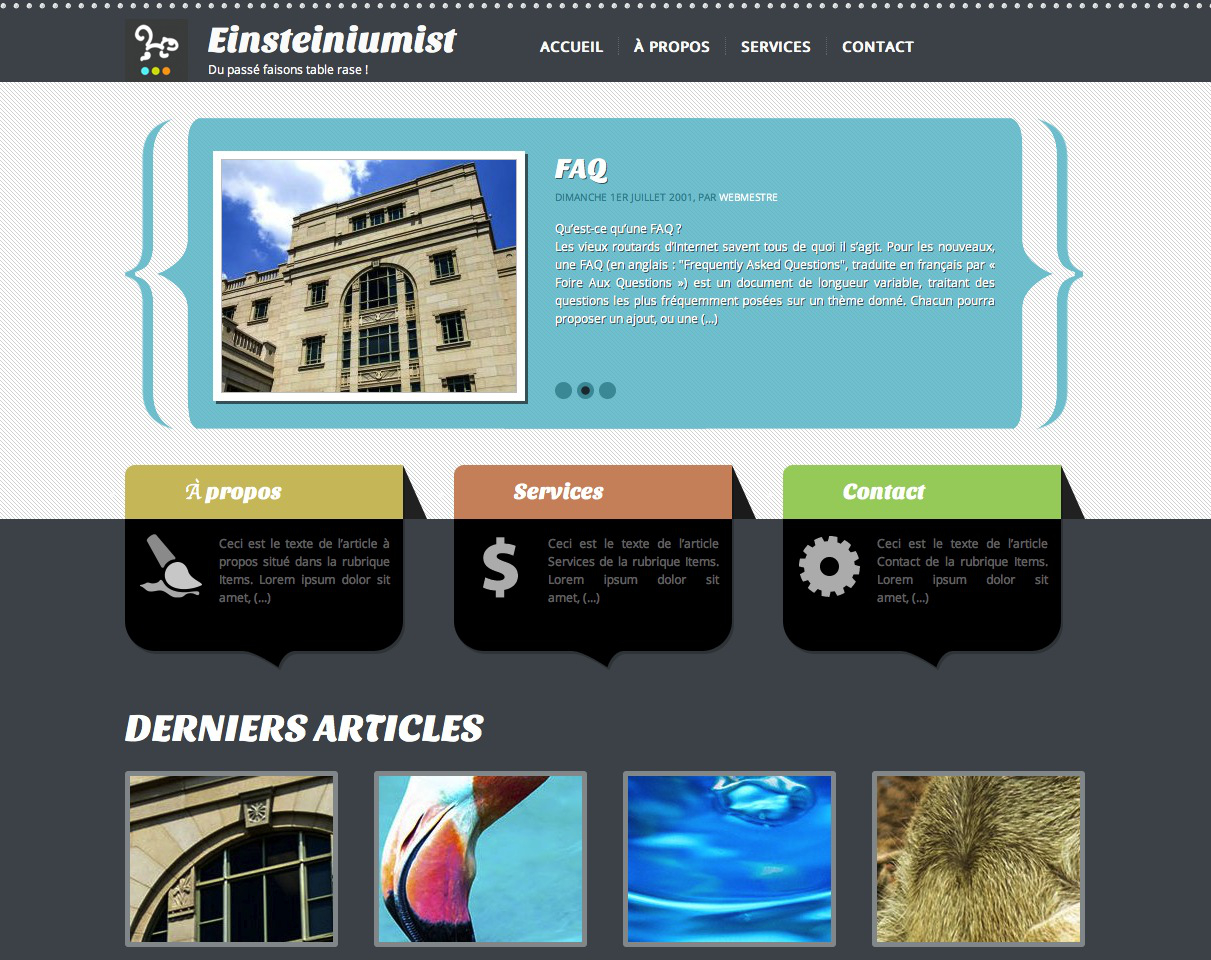 Einsteiniumist
Du passé faisons table rase !
ACCUEIL
À PROPOS
SERVICES
CONTACT
FAQ
DIMANCHE 1ER JUILLET 2001, PAR WEBMESTRE
Qu’est-ce qu’une FAQ ?
Les vieux routards d’Internet savent tous de quoi il s’agit. Pour les nouveaux,
une FAQ (en anglais : "Frequently Asked Questions", traduite en français par «
Foire Aux Questions ») est un document de longueur variable, traitant des
questions les plus fréquemment posées sur un thème donné. Chacun pourra
proposer un ajout, ou une (...)
À propos
Ceci est le texte de l’article à
propos situé dans la rubrique
Items. Lorem ipsum dolor sit
amet, (...)
Services
Ceci est le texte de l’article
Services de la rubrique Items.
Lorem ipsum dolor sit
amet, (...)
Contact
Ceci est le texte de l’article
Contact de la rubrique Items.
Lorem ipsum dolor sit
amet, (...)
DERNIERS ARTICLES